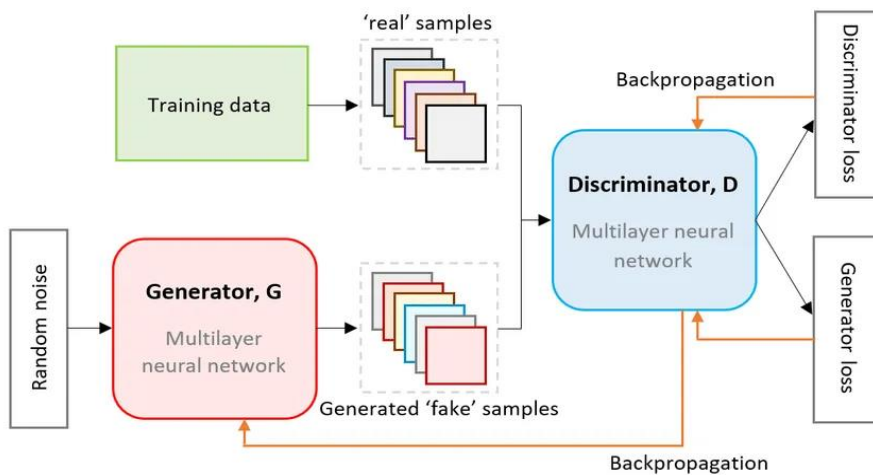 ‘real’ samples
Training data
Backpropagation
Discriminator loss
Discriminator, D
Multilayer neural
network
Random noise
Generator, G
Multilayer
neural network
Generated ‘fake’ samples
Generator loss
Backpropagation